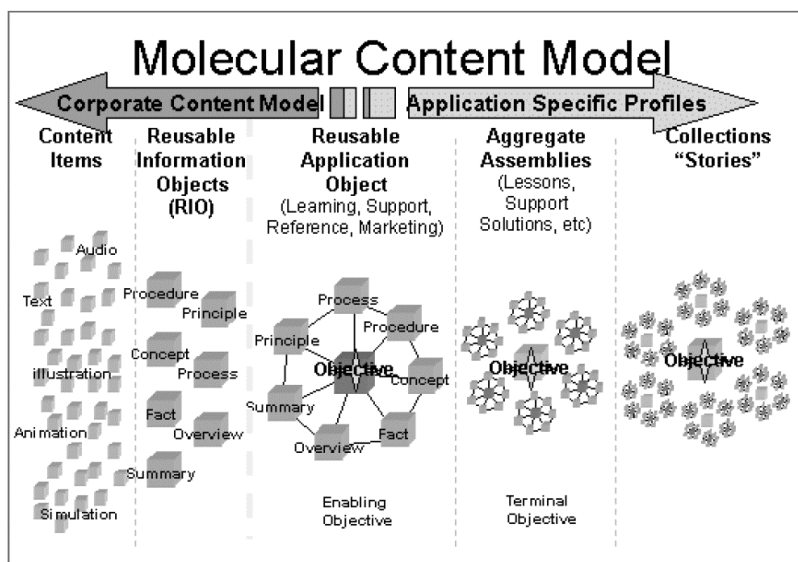 Molecular Content Model
Corporate Content Model
Application Specific Profiles
Content
Items
Reusable
Information
Objects
(RIO)
Reusable
Application
Object
(Learning, Support,
Reference, Marketing)
Aggregate
Assemblies
(Lessons,
Support
Solutions, etc)
Collections
“Stories”
Audio
Text
illustration
Animation
Simulation
Procedure
Principle
Concept
Process
Fact
Overview
Summary
Process
Principle
Procedure
Objective
Concept
Summary
Overview
Fact
Enabling
Objective
Objective
Terminal
Objective
Objective